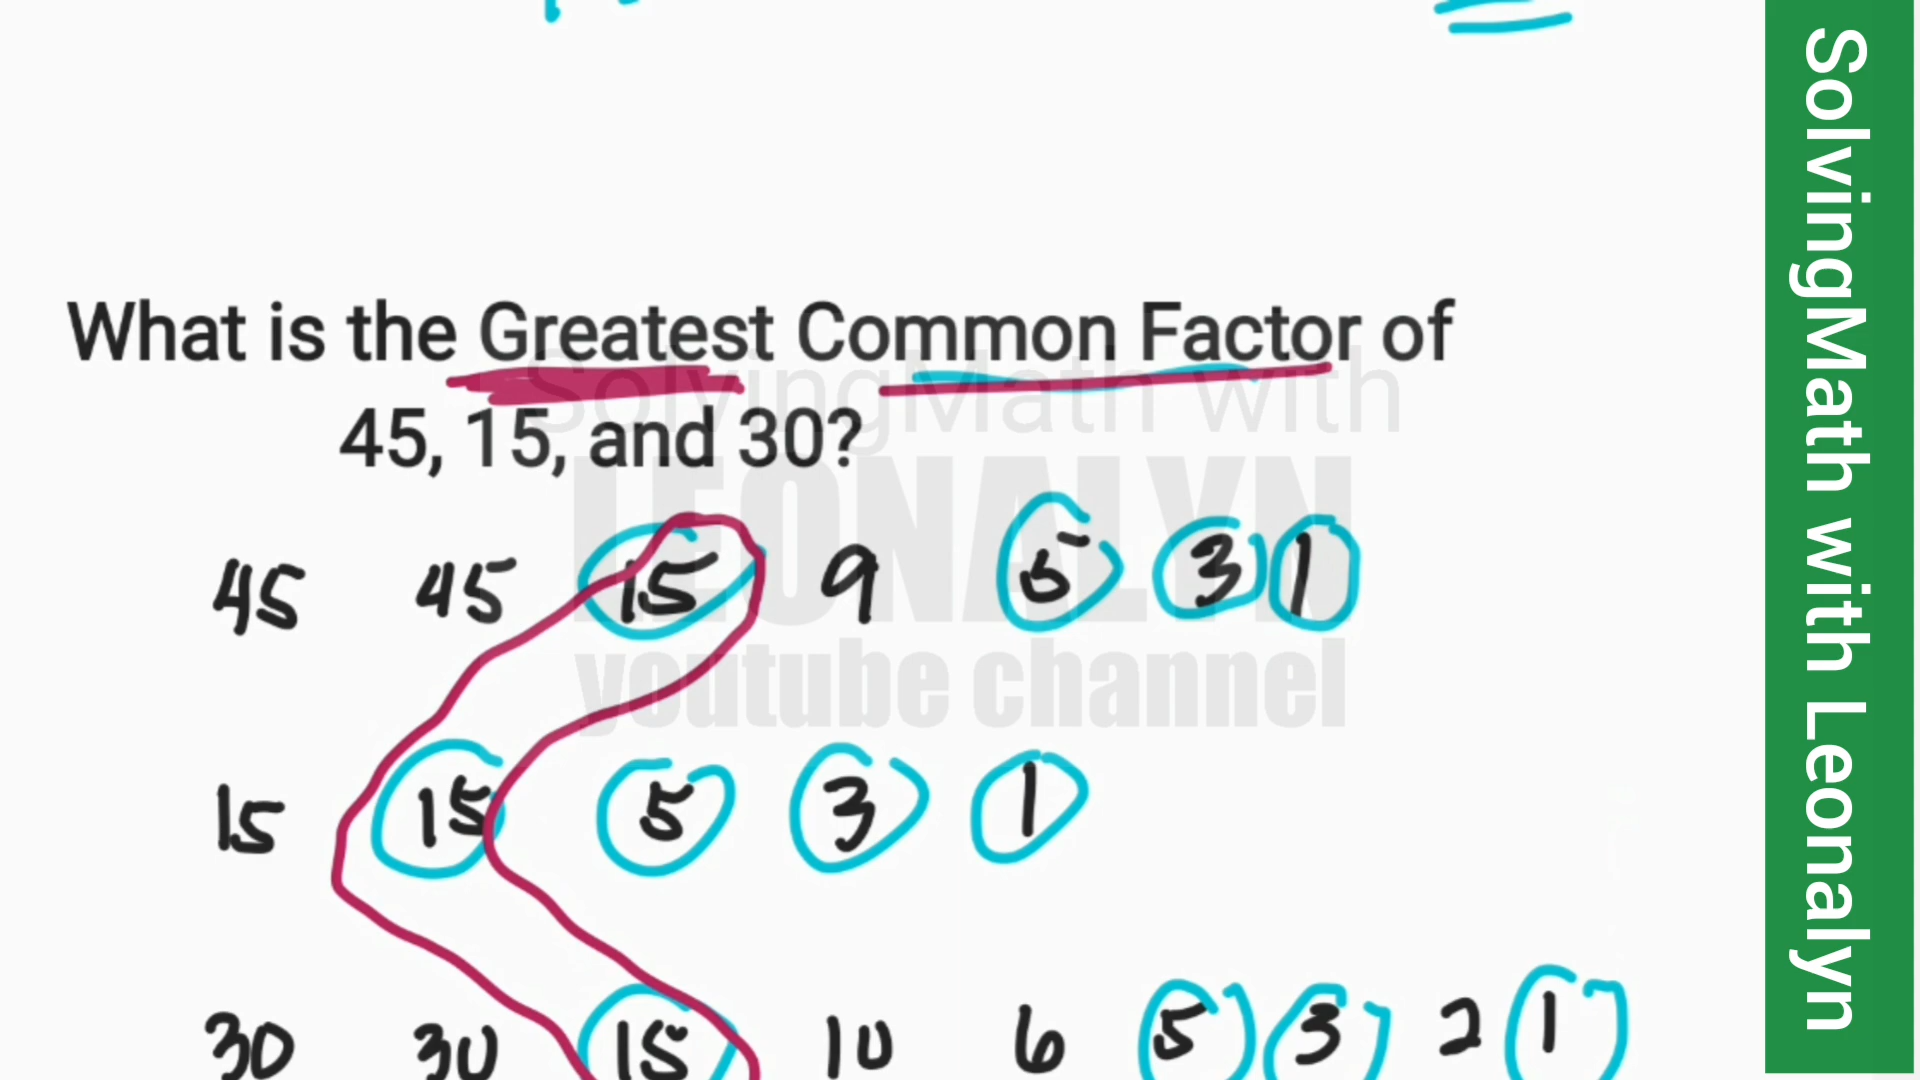 What is the Greatest Common Factor of
45, 15, and 30?
SolvingMath with
LEONALYN
youtube channel
45 45 15 9 5 3 1
15 15 5 3 1
30 30 15 10 6 5 3 2 1
SolvingMath with Leonalyn